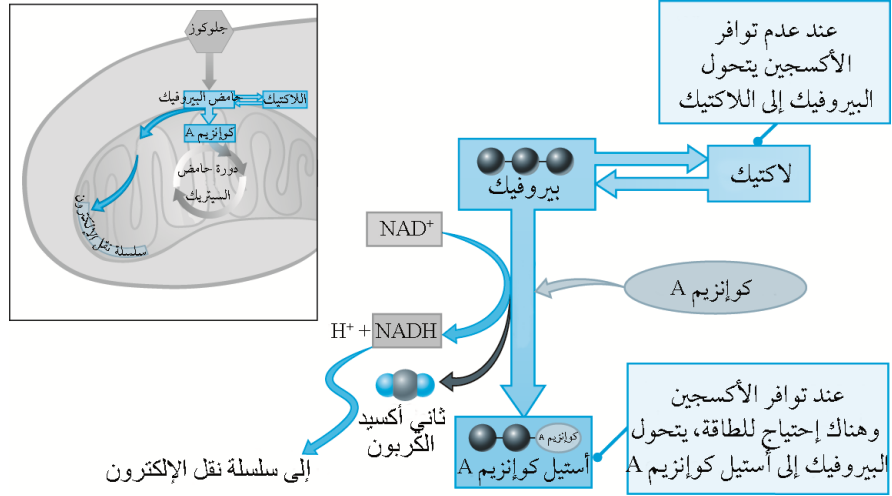 عند عدم توافر
الأكسجين يتحول
البيروفيك إلى اللاكتيك
جلوكوز
حامض البيروفيك
اللاكتيك
كوإنزيم A
دورة حامض
السيتريك
سلسلة نقل الإلكترون
بيروفيك
لاكتيك
NAD+
كوإنزيم A
H+ + NADH
ثاني أكسيد
الكربون
إلى سلسلة نقل الإلكترون
كوإنزيم A
أستيل كوإنزيم A
عند توافر الأكسجين
وهناك إحتياج للطاقة، يتحول
البيروفيك إلى أستيل كوإنزيم A